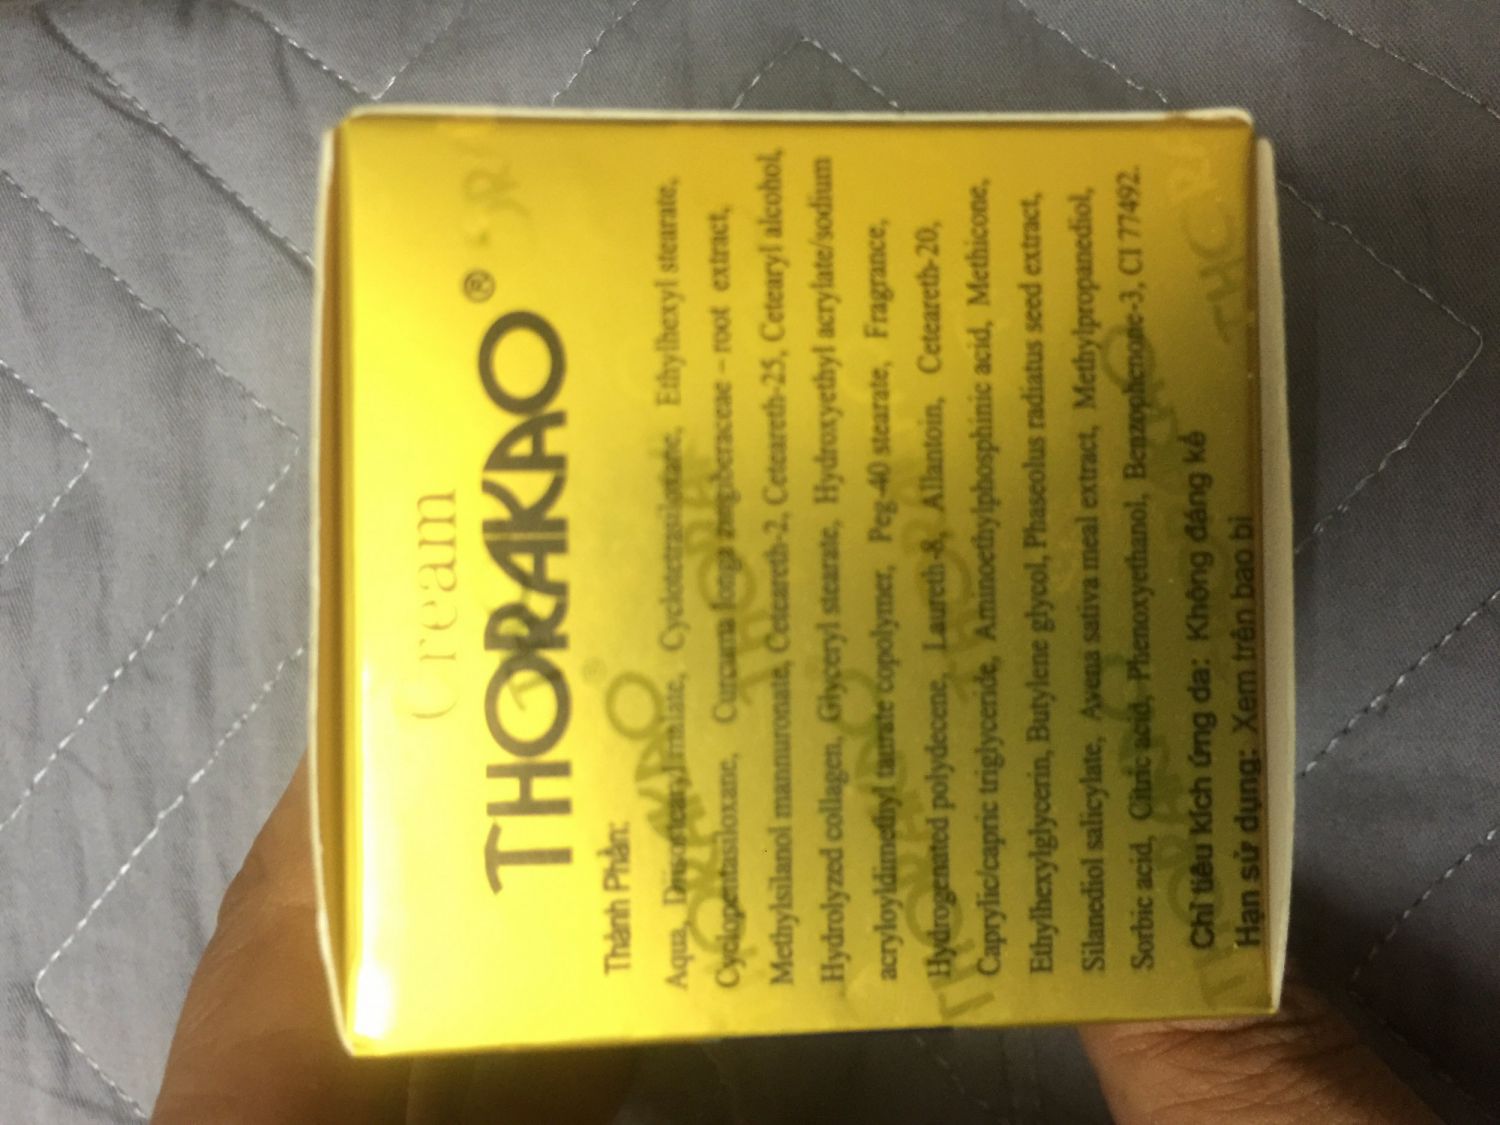 Cream
THORAKAO®
Thành Phần:
Aqua, Ethylhexyl stearate,
Cyclopentasiloxane, Curcuma longa zingiberaceae – root extract,
Methylsilanol mannuronate, Ceteareth-2, Ceteareth-25, Cetearyl alcohol,
Hydrolyzed collagen, Glyceryl stearate, Hydroxyethyl acrylate/sodium
acryloyldimethyl taurate copolymer, Peg-40 stearate, Fragrance,
Hydrogenated polydecene, Laureth-8, Allantoin, Ceteareth-20,
Caprylic/capric triglyceride, Aminoethylphosphinic acid, Methicone,
Ethylhexylglycerin, Butylene glycol, Phaseolus radiatus seed extract,
Silanediol salicylate, Avena sativa meal extract, Methylpropanediol,
Sorbic acid, Citric acid, Phenoxyethanol, Benzophenone-3, CI 77492.
Chỉ tiêu kích ứng da: Không đáng kể
Hạn sử dụng: Xem trên bao bì